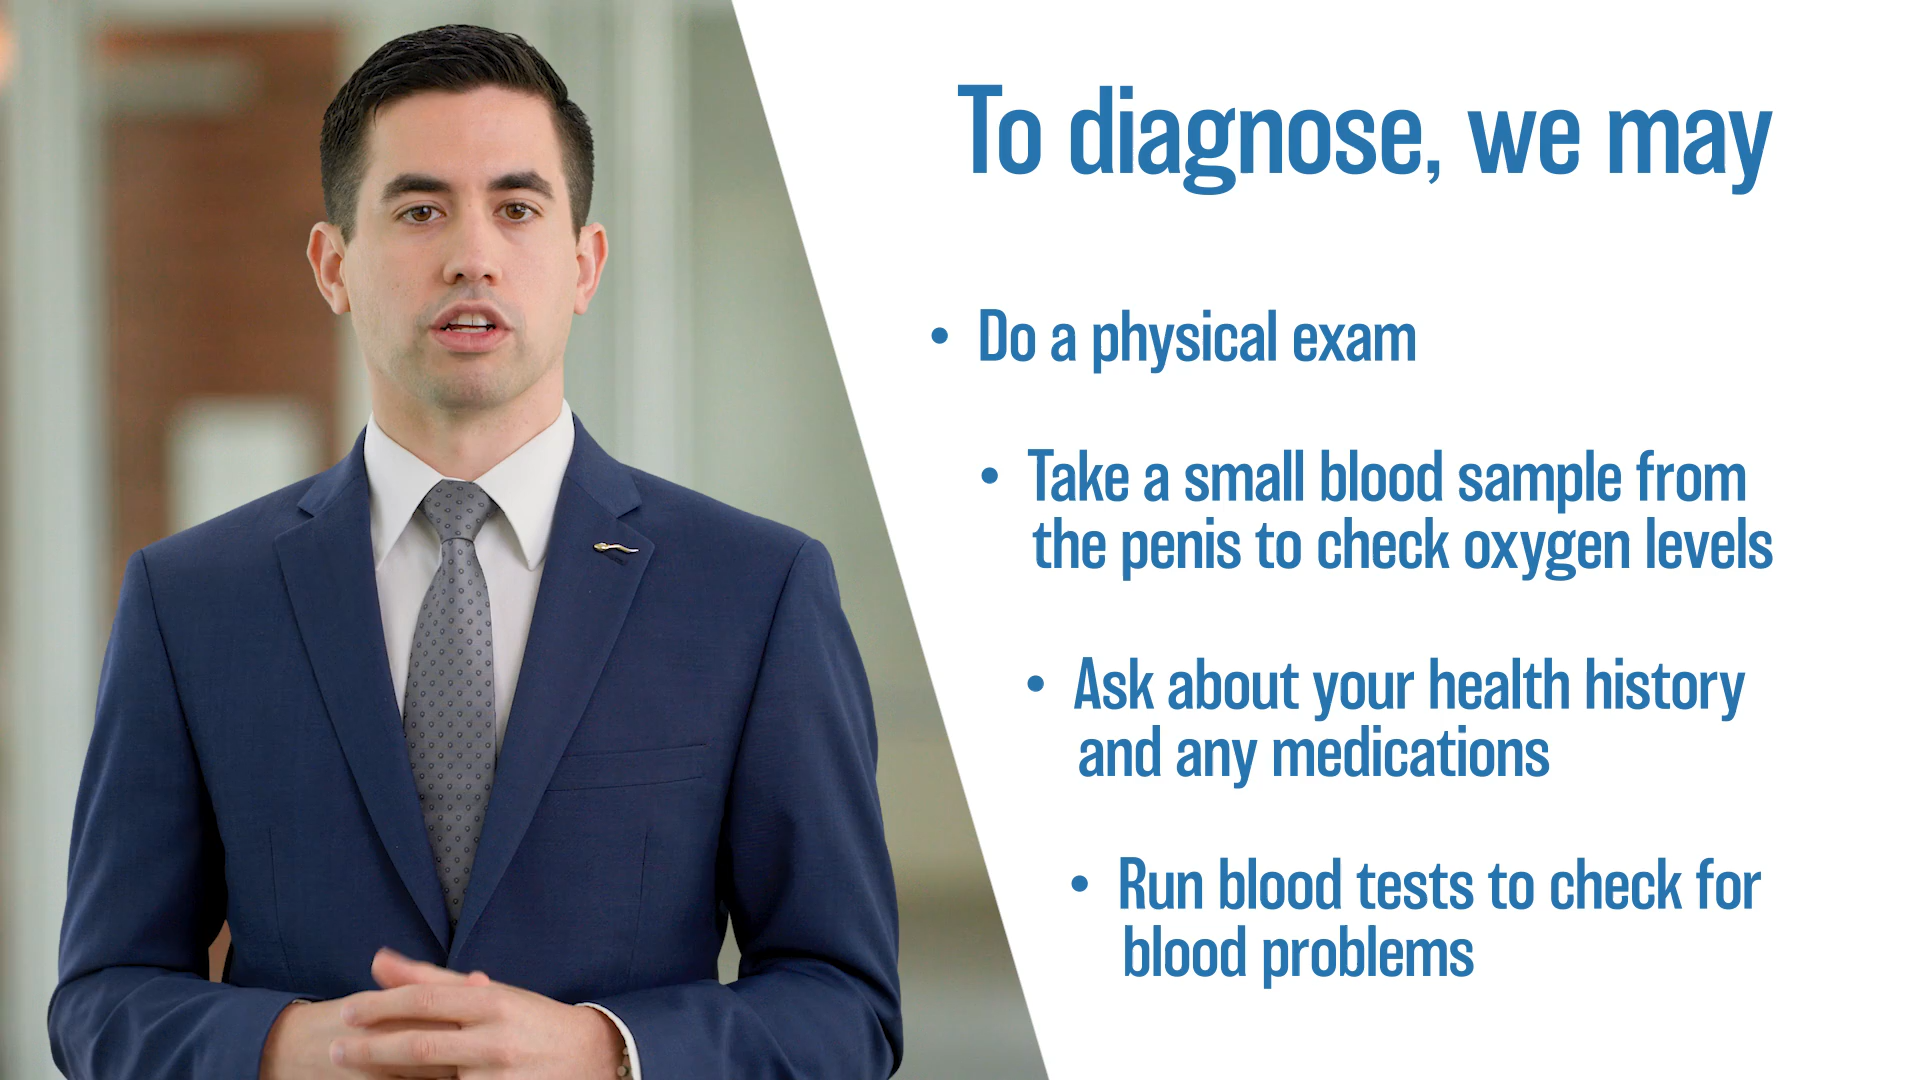 To diagnose, we may
• Do a physical exam
• Take a small blood sample from
the penis to check oxygen levels
• Ask about your health history
and any medications
• Run blood tests to check for
blood problems